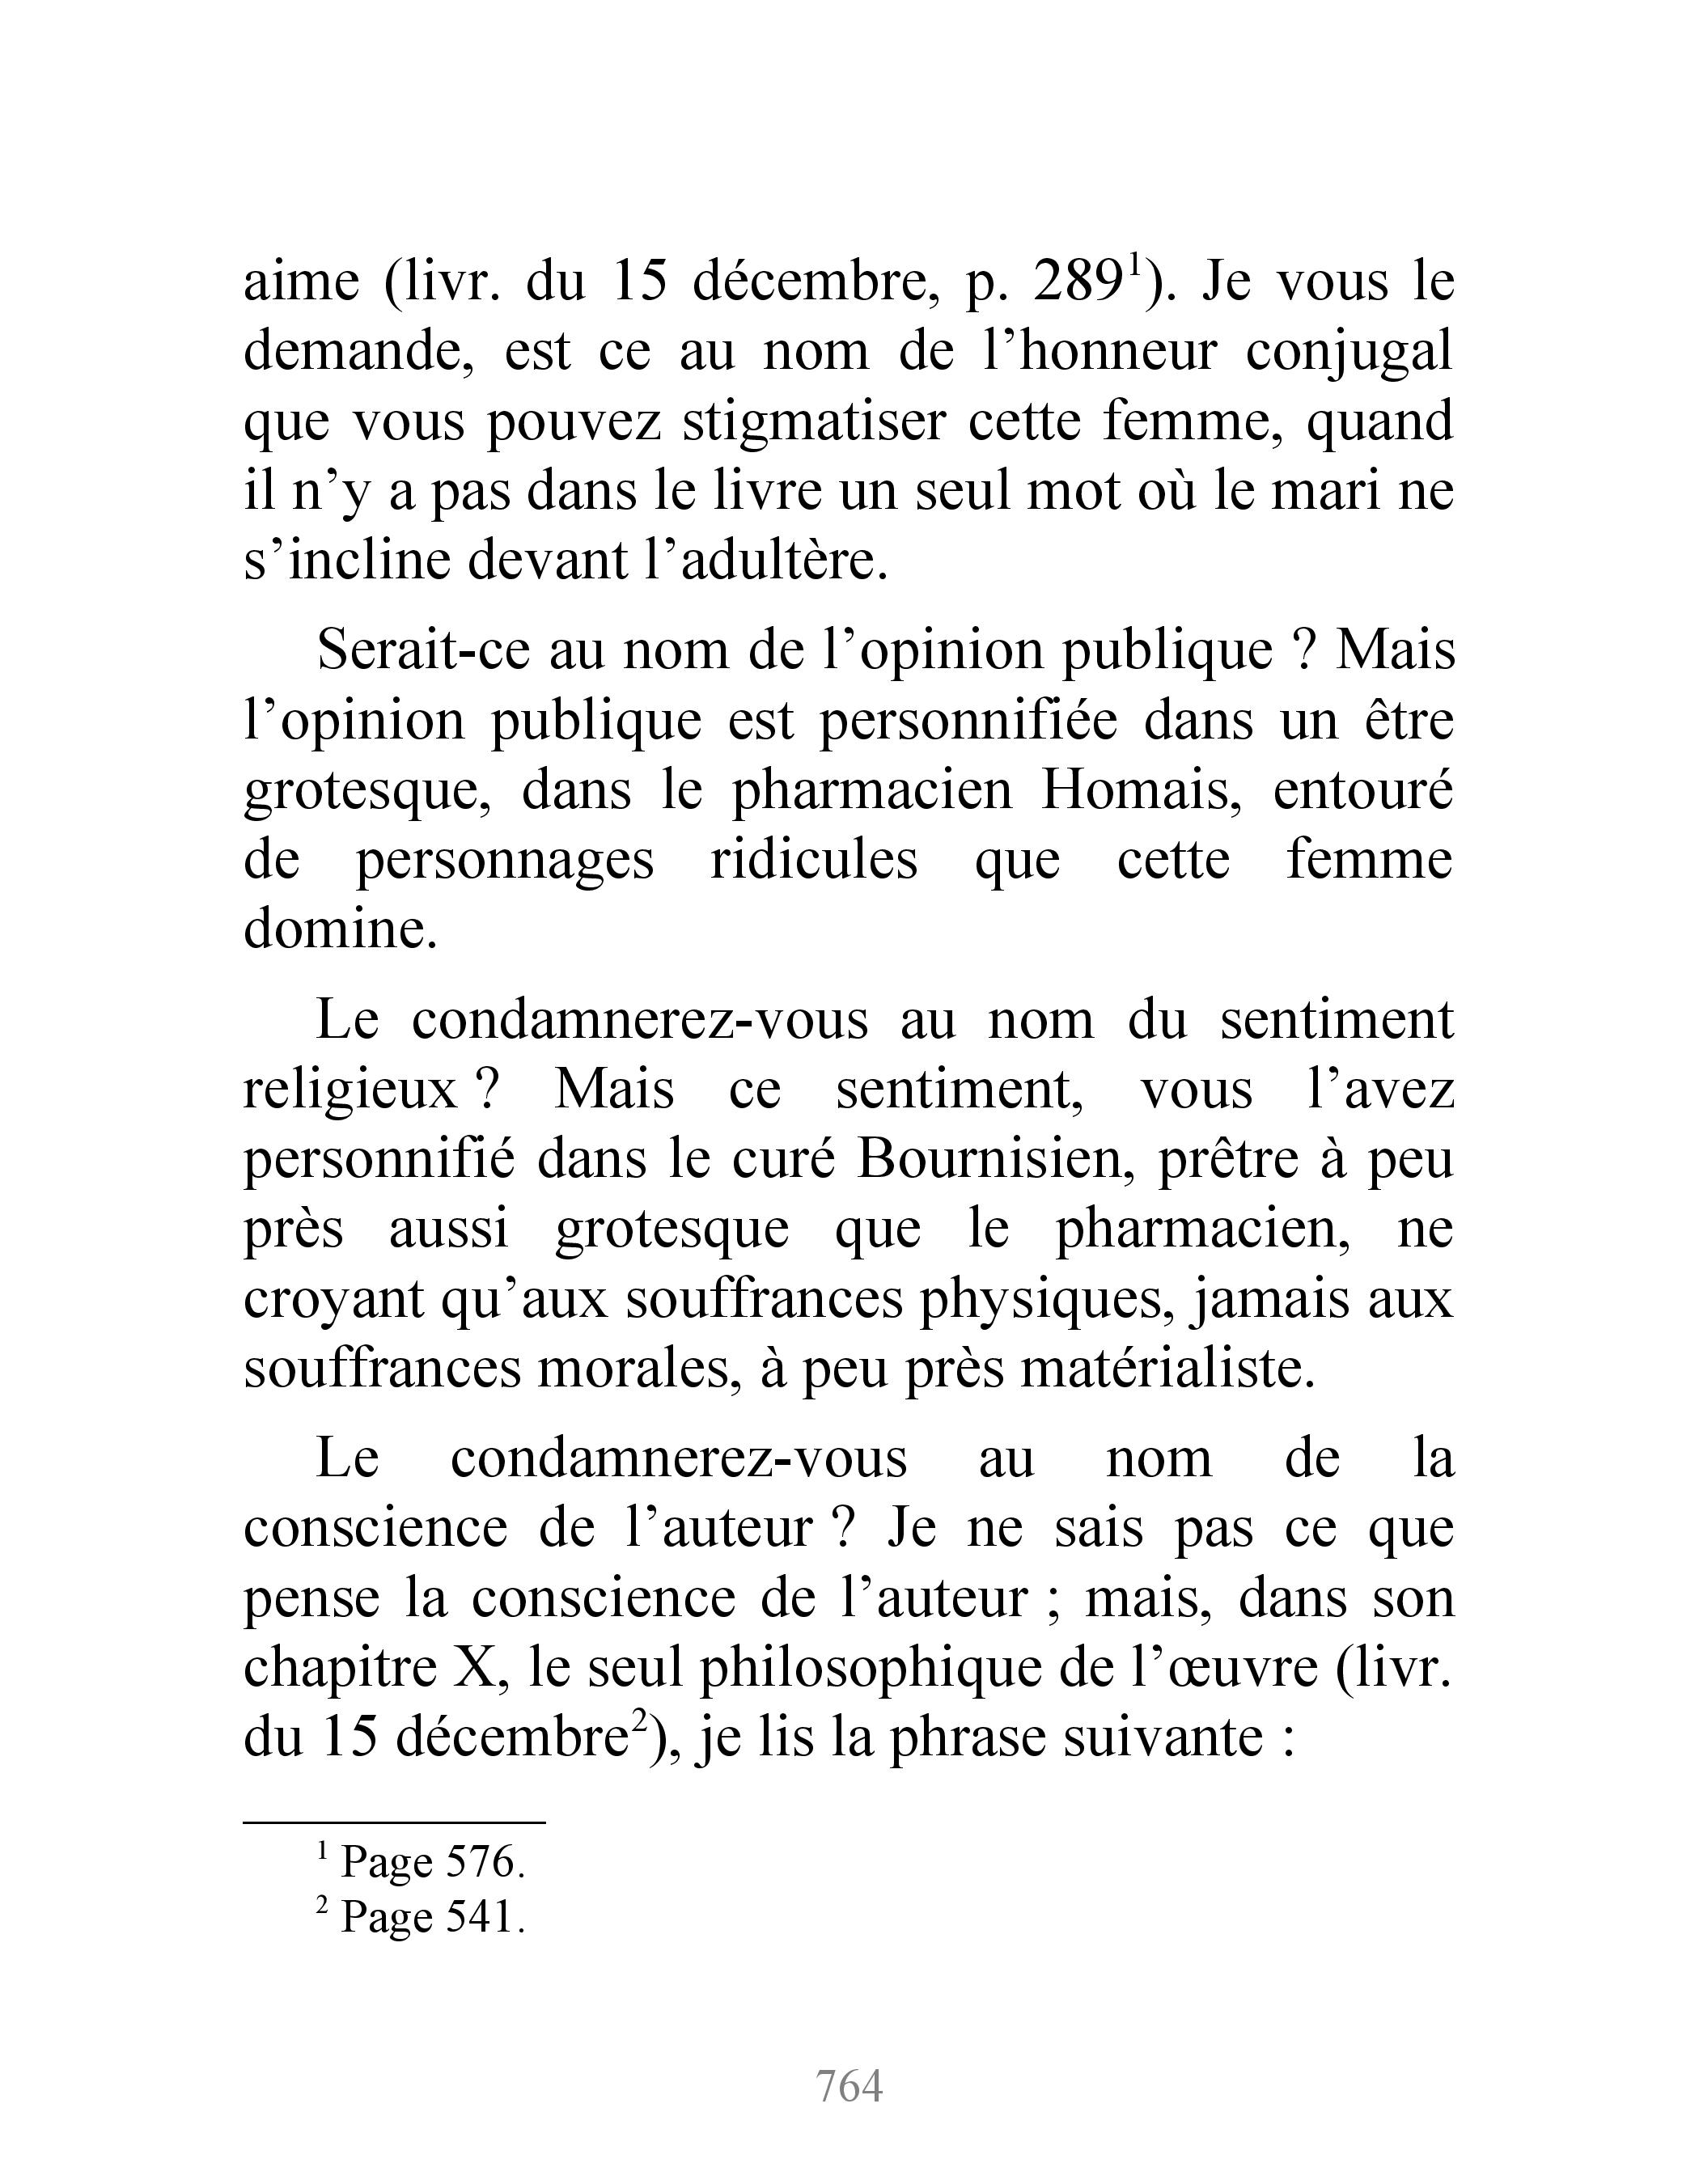 aime (livr. du 15 décembre, p. 289¹). Je vous le
demande, est ce au nom de l’honneur conjugal
que vous pouvez stigmatiser cette femme, quand
il n’y a pas dans le livre un seul mot où le mari ne
s’incline devant l’adultère.
Serait-ce au nom de l’opinion publique ? Mais
l’opinion publique est personnifiée dans un être
grotesque, dans le pharmacien Homais, entouré
de personnages ridicules que cette femme
domine.
Le condamnerez-vous au nom du sentiment
religieux ? Mais ce sentiment, vous l’avez
personnifié dans le curé Bournisien, prêtre à peu
près aussi grotesque que le pharmacien, ne
croyant qu’aux souffrances physiques, jamais aux
souffrances morales, à peu près matérialiste.
Le condamnerez-vous au nom de la
conscience de l’auteur ? Je ne sais pas ce que
pense la conscience de l’auteur ; mais, dans son
chapitre X, le seul philosophique de l’œuvre (livr.
du 15 décembre²), je lis la phrase suivante :
¹ Page 576.
² Page 541.
764